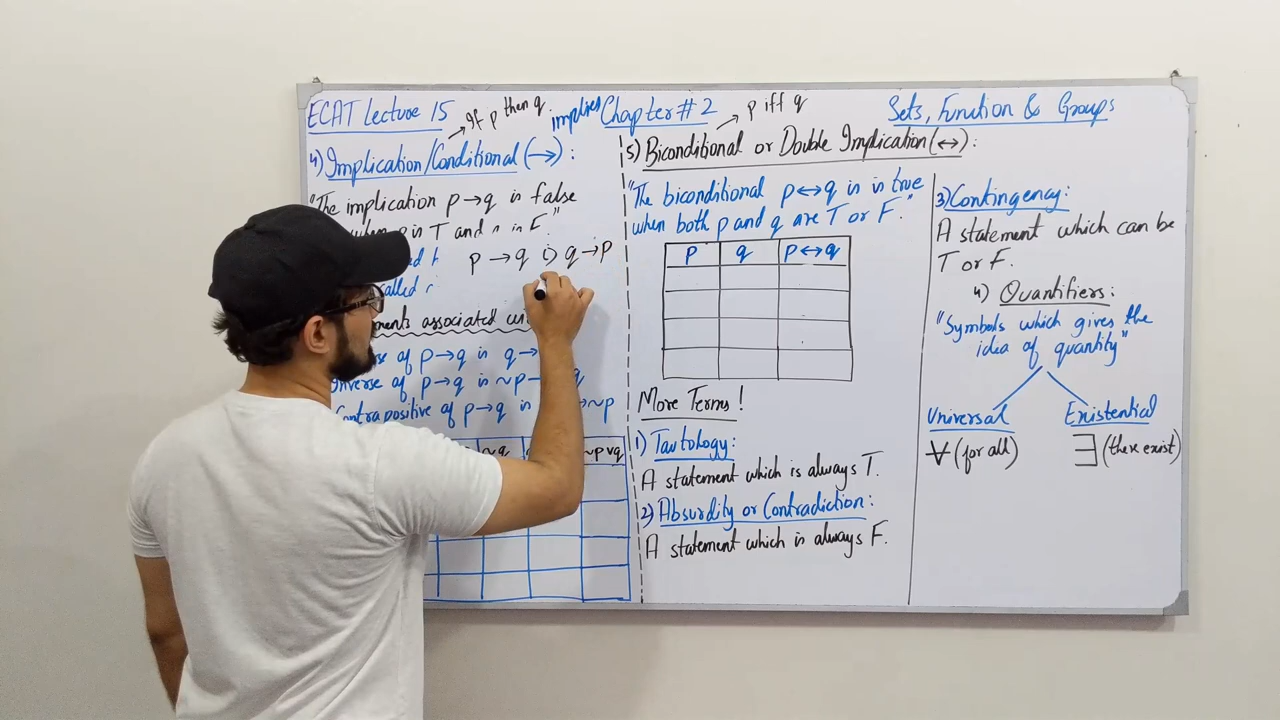 ECAT Lecture 15
If p then q.
implies
Chapter # 2
p iff q
Sets, Function & Groups
4) Implication/Conditional (→):
"The implication p→q is false
when p is T and q is F."
called
p → q q→p
ments associated
se of p→q is q→
Inverse of p→q is ~p→ q
Contrapositive of p→q is →~p
~q ~p∨q
5) Biconditional or Double Implication (↔):
"The biconditional p↔q is is true
when both p and q are T or F."
p q p↔q
More Terms !
1) Tautology:
A statement which is always T.
2) Absurdity or Contradiction:
A statement which is always F.
3) Contingency:
A statement which can be
T or F.
4) Quantifiers:
"Symbols which gives the
idea of quantity"
Universal Existential
∀ (for all) ∃ (there exist)